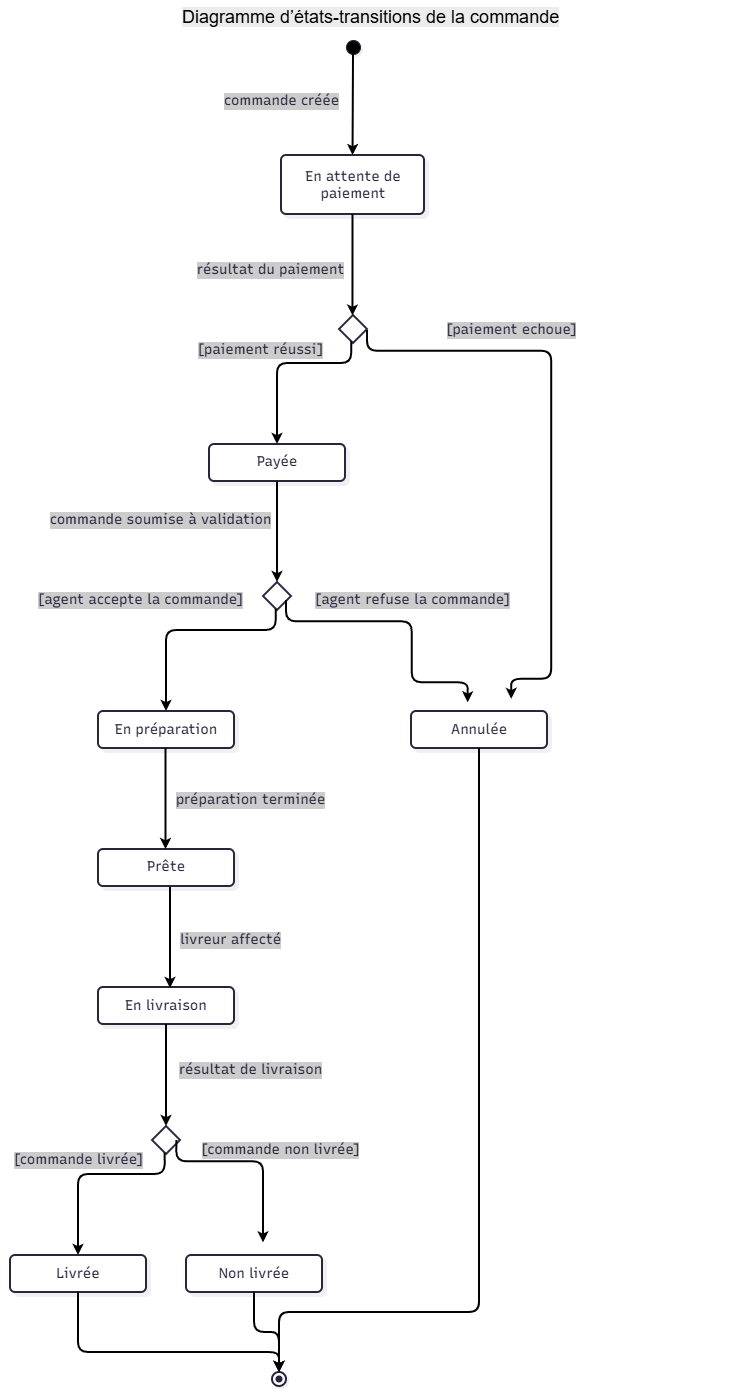 Diagramme d’états-transitions de la commande
commande créée
En attente de
paiement
résultat du paiement
[paiement echoue]
[paiement réussi]
Payée
commande soumise à validation
[agent accepte la commande]
[agent refuse la commande]
En préparation
Annulée
préparation terminée
Prête
livreur affecté
En livraison
résultat de livraison
[commande non livrée]
[commande livrée]
Livrée
Non livrée